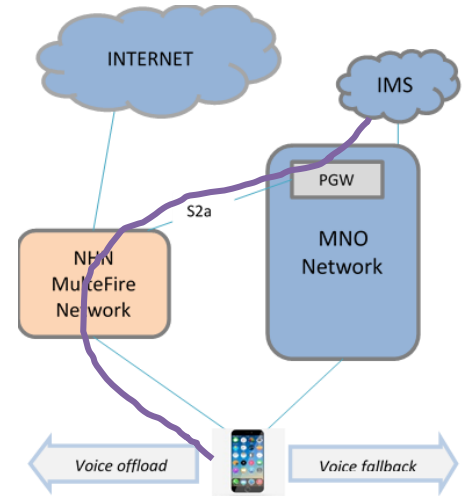 INTERNET
IMS
PGW
S2a
MNO
Network
NHN
MulteFire
Network
Voice offload
Voice fallback